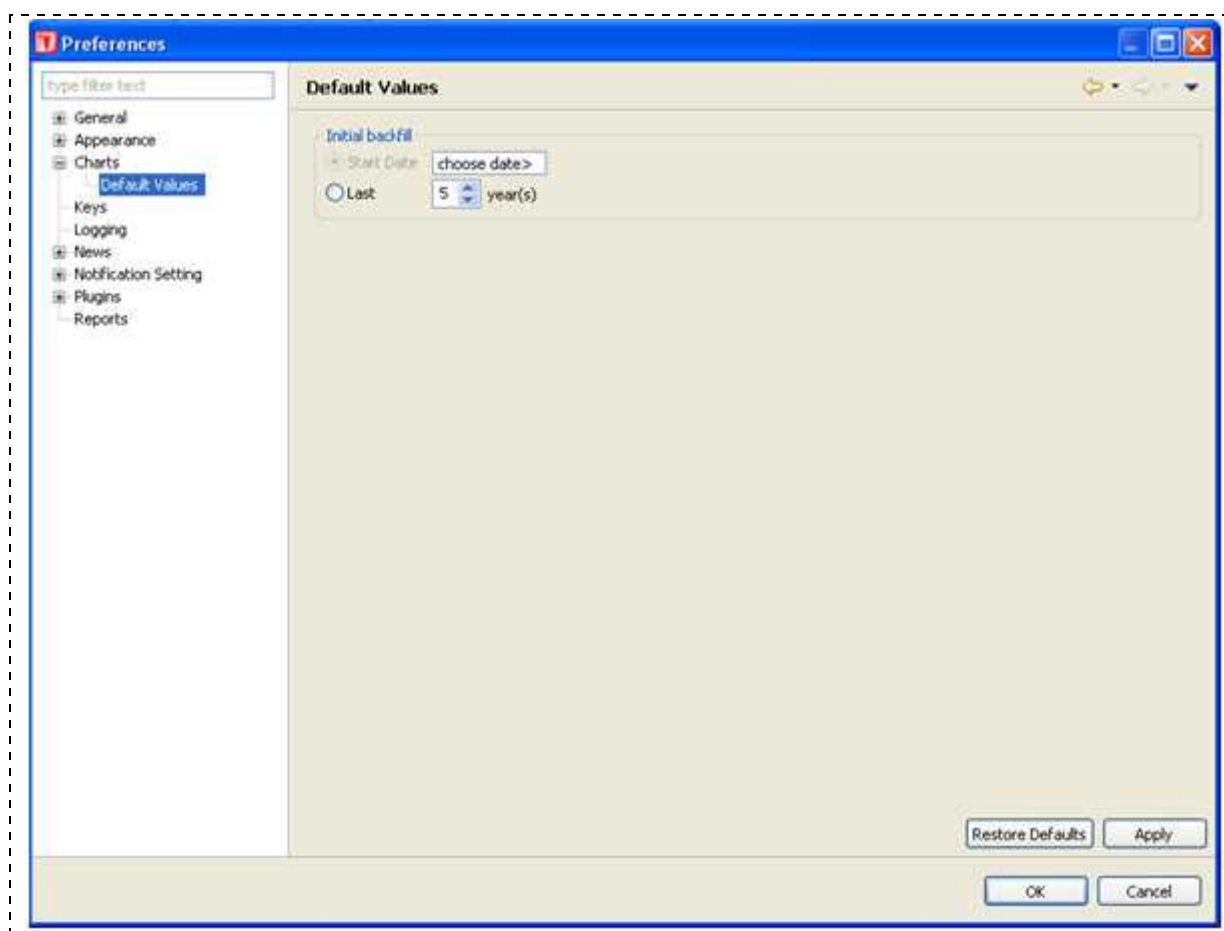 Preferences
type filter text
General
Appearance
Charts
Default Values
Keys
Logging
News
Notification Setting
Plugins
Reports
Default Values
Initial backfill
Start Date choose date>
Last 5 year(s)
Restore Defaults Apply
OK Cancel